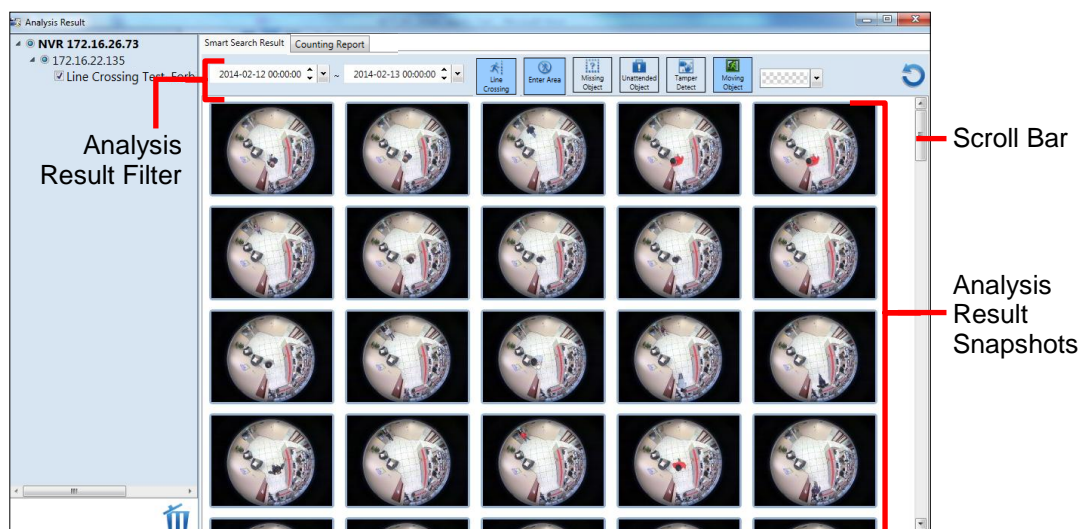 Analysis Result
NVR 172.16.26.73
172.16.22.135
Line Crossing Test_Forb
Smart Search Result
Counting Report
2014-02-12 00:00:00 ~ 2014-02-13 00:00:00
Line
Crossing
Enter Area
Missing
Object
Unattended
Object
Tamper
Detect
Moving
Object
Analysis
Result Filter
Scroll Bar
Analysis
Result
Snapshots